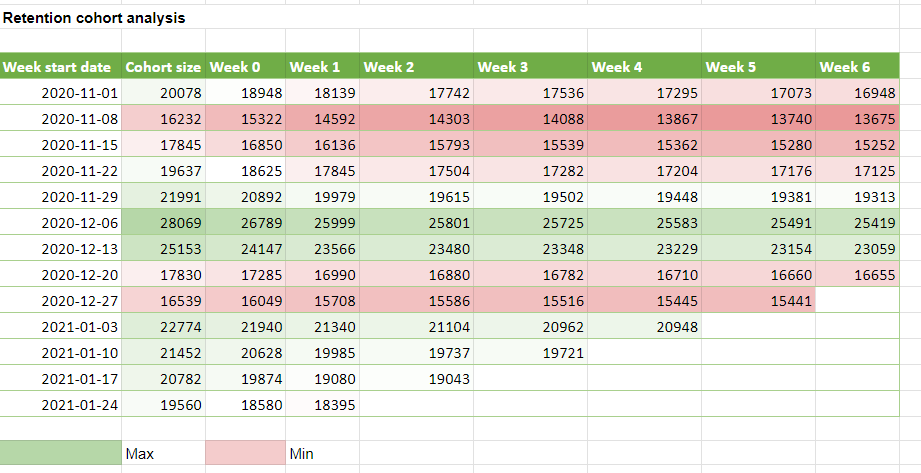 Retention cohort analysis
Week start date Cohort size Week 0 Week 1 Week 2 Week 3 Week 4 Week 5 Week 6
2020-11-01 20078 18948 18139 17742 17536 17295 17073 16948
2020-11-08 16232 15322 14592 14303 14088 13867 13740 13675
2020-11-15 17845 16850 16136 15793 15539 15362 15280 15252
2020-11-22 19637 18625 17845 17504 17282 17204 17176 17125
2020-11-29 21991 20892 19979 19615 19502 19448 19381 19313
2020-12-06 28069 26789 25999 25801 25725 25583 25491 25419
2020-12-13 25153 24147 23566 23480 23348 23229 23154 23059
2020-12-20 17830 17285 16990 16880 16782 16710 16660 16655
2020-12-27 16539 16049 15708 15586 15516 15445 15441
2021-01-03 22774 21940 21340 21104 20962 20948
2021-01-10 21452 20628 19985 19737 19721
2021-01-17 20782 19874 19080 19043
2021-01-24 19560 18580 18395
Max Min